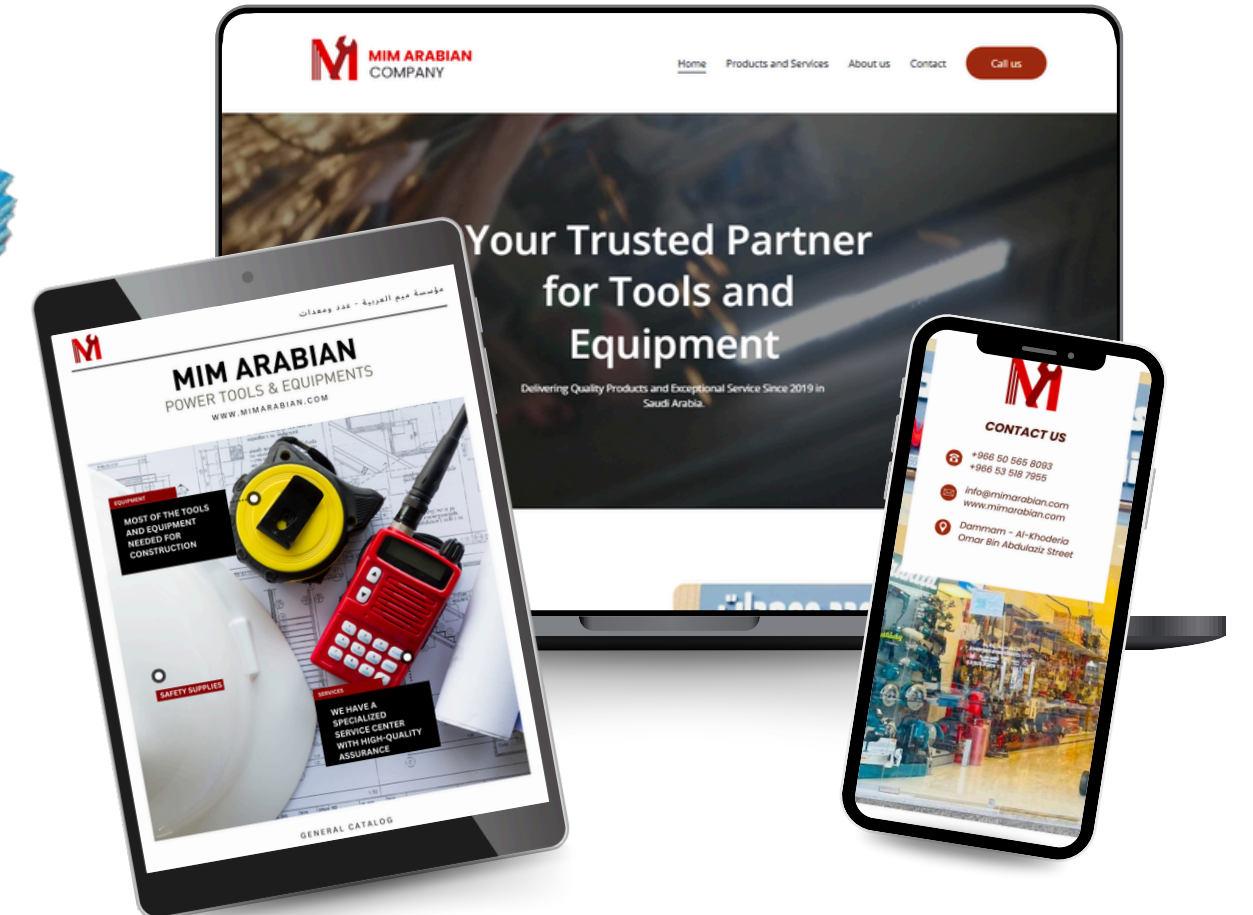 MIM ARABIAN
COMPANY
Home
Products and Services
About us
Contact
Call us
Your Trusted Partner
for Tools and
Equipment
Delivering Quality Products and Exceptional Service Since 2019 in
Saudi Arabia.
مؤسسة ميم العربية - عدد ومعدات
MIM ARABIAN
POWER TOOLS & EQUIPMENTS
WWW.MIMARABIAN.COM
EQUIPMENT
MOST OF THE TOOLS
AND EQUIPMENT
NEEDED FOR
CONSTRUCTION
SAFETY SUPPLIES
SERVICES
WE HAVE A
SPECIALIZED
SERVICE CENTER
WITH HIGH-QUALITY
ASSURANCE
GENERAL CATALOG
CONTACT US
+966 50 565 8093
+966 53 518 7955
info@mimarabian.com
www.mimarabian.com
Dammam - Al-Khoderia
Omar Bin Abdulaziz Street